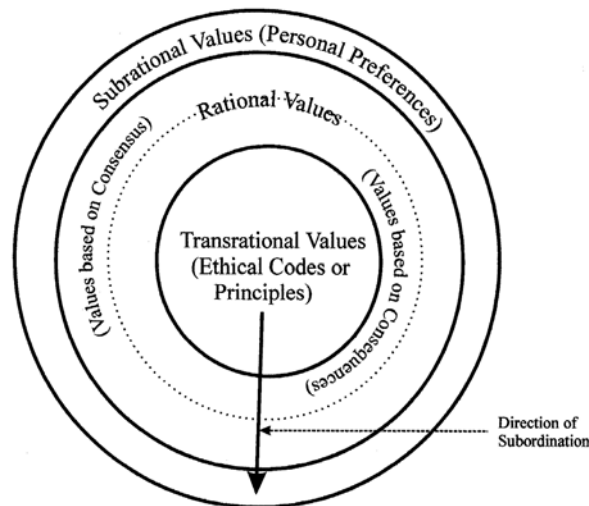 Subrational Values (Personal Preferences)
Rational Values
(Values based on Consensus)
(Values based on Consequences)
Transrational Values
(Ethical Codes or
Principles)
Direction of
Subordination